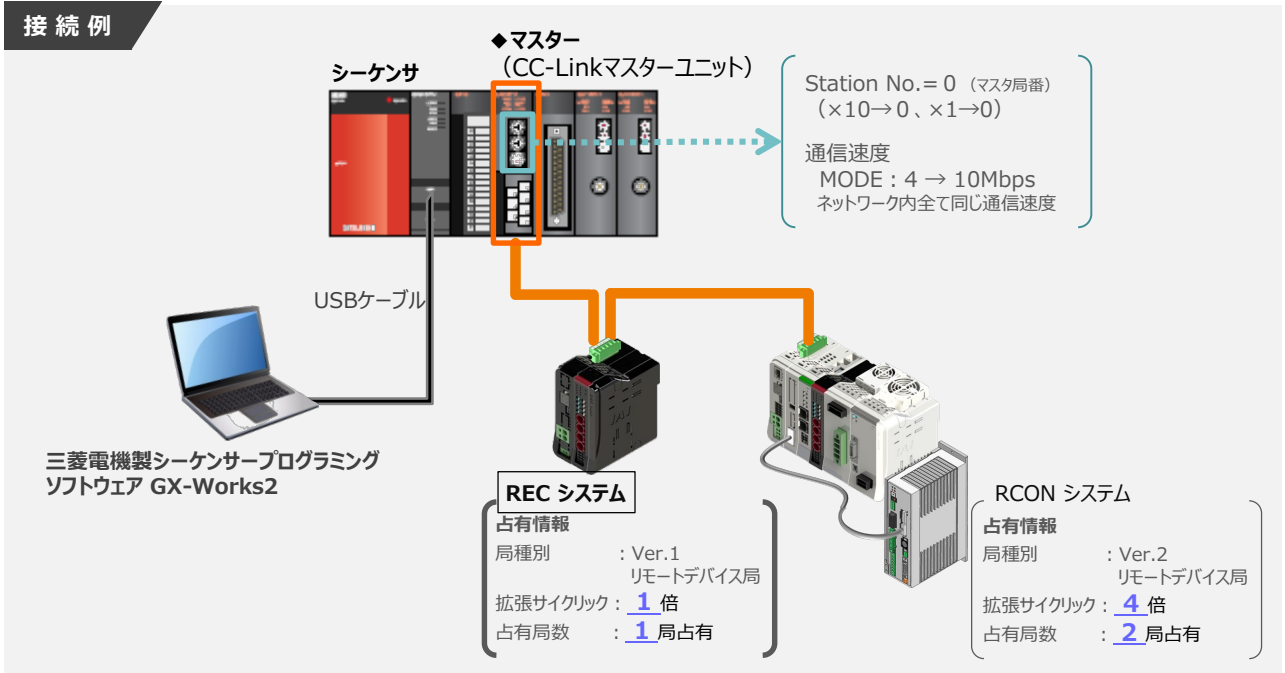 接続例
◆マスター
（CC-Linkマスターユニット）
シーケンサ
Station No.= 0 （マスタ局番）
（×10→０、×1→0）
通信速度
MODE：4 → 10Mbps
ネットワーク内全て同じ通信速度
USBケーブル
三菱電機製シーケンサープログラミング
ソフトウェア GX-Works2
REC システム
占有情報
局種別 ：Ver.1
リモートデバイス局
拡張サイクリック： 1 倍
占有局数 ： 1 局占有
RCON システム
占有情報
局種別 ：Ver.2
リモートデバイス局
拡張サイクリック： 4 倍
占有局数 ： 2 局占有